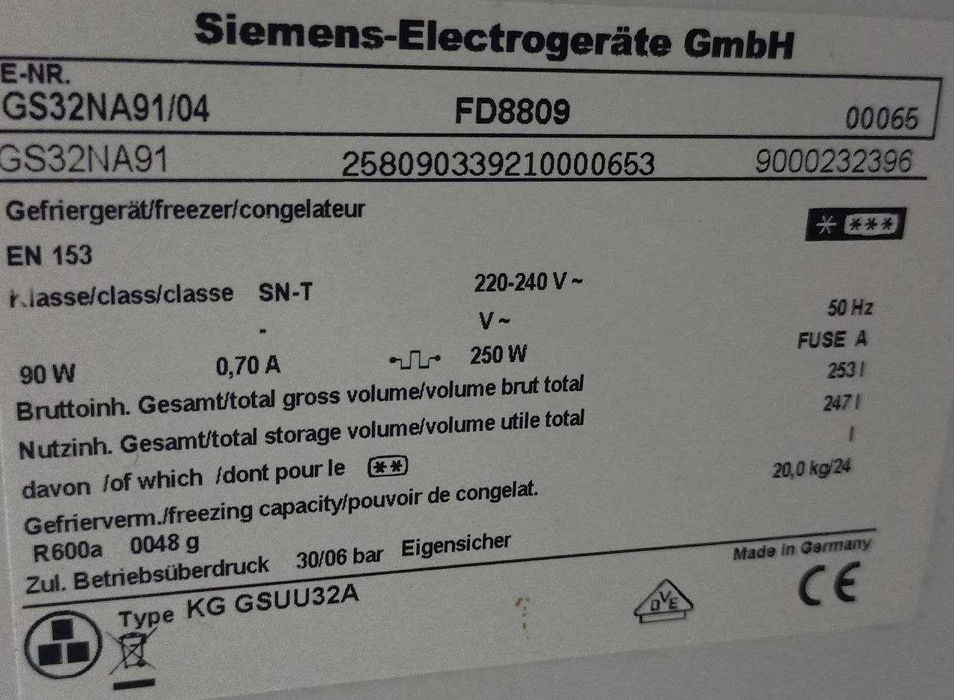 Siemens-Electrogeräte GmbH
E-NR.
GS32NA91/04 FD8809 00065
GS32NA91 258090339210000653 9000232396
Gefriergerät/freezer/congelateur
* ***
EN 153
Klasse/class/classe SN-T 220-240 V ~ 50 Hz
- V ~ FUSE A
90 W 0,70 A 250 W
Bruttoinh. Gesamt/total gross volume/volume brut total 253 l
Nutzinh. Gesamt/total storage volume/volume utile total 247 l
davon /of which /dont pour le ** l
Gefrierverm./freezing capacity/pouvoir de congelat. 20,0 kg/24
R600a 0048 g
Zul. Betriebsüberdruck 30/06 bar Eigensicher
Made in Germany
Type KG GSUU32A
DVE
CE